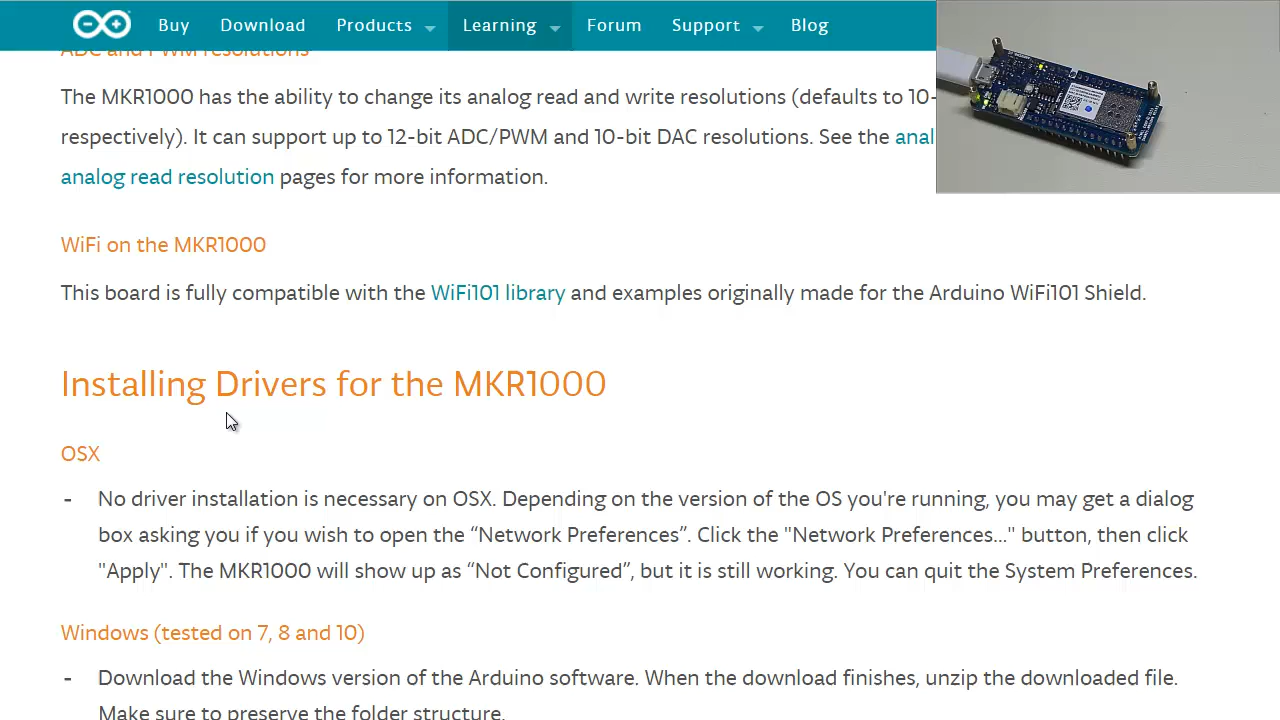 Buy Download Products Learning Forum Support Blog
ADC and PWM resolutions
The MKR1000 has the ability to change its analog read and write resolutions (defaults to 10-
respectively). It can support up to 12-bit ADC/PWM and 10-bit DAC resolutions. See the anal
analog read resolution pages for more information.
WiFi on the MKR1000
This board is fully compatible with the WiFi101 library and examples originally made for the Arduino WiFi101 Shield.
Installing Drivers for the MKR1000
OSX
- No driver installation is necessary on OSX. Depending on the version of the OS you're running, you may get a dialog
box asking you if you wish to open the “Network Preferences”. Click the "Network Preferences..." button, then click
"Apply". The MKR1000 will show up as “Not Configured”, but it is still working. You can quit the System Preferences.
Windows (tested on 7, 8 and 10)
- Download the Windows version of the Arduino software. When the download finishes, unzip the downloaded file.
Make sure to preserve the folder structure.